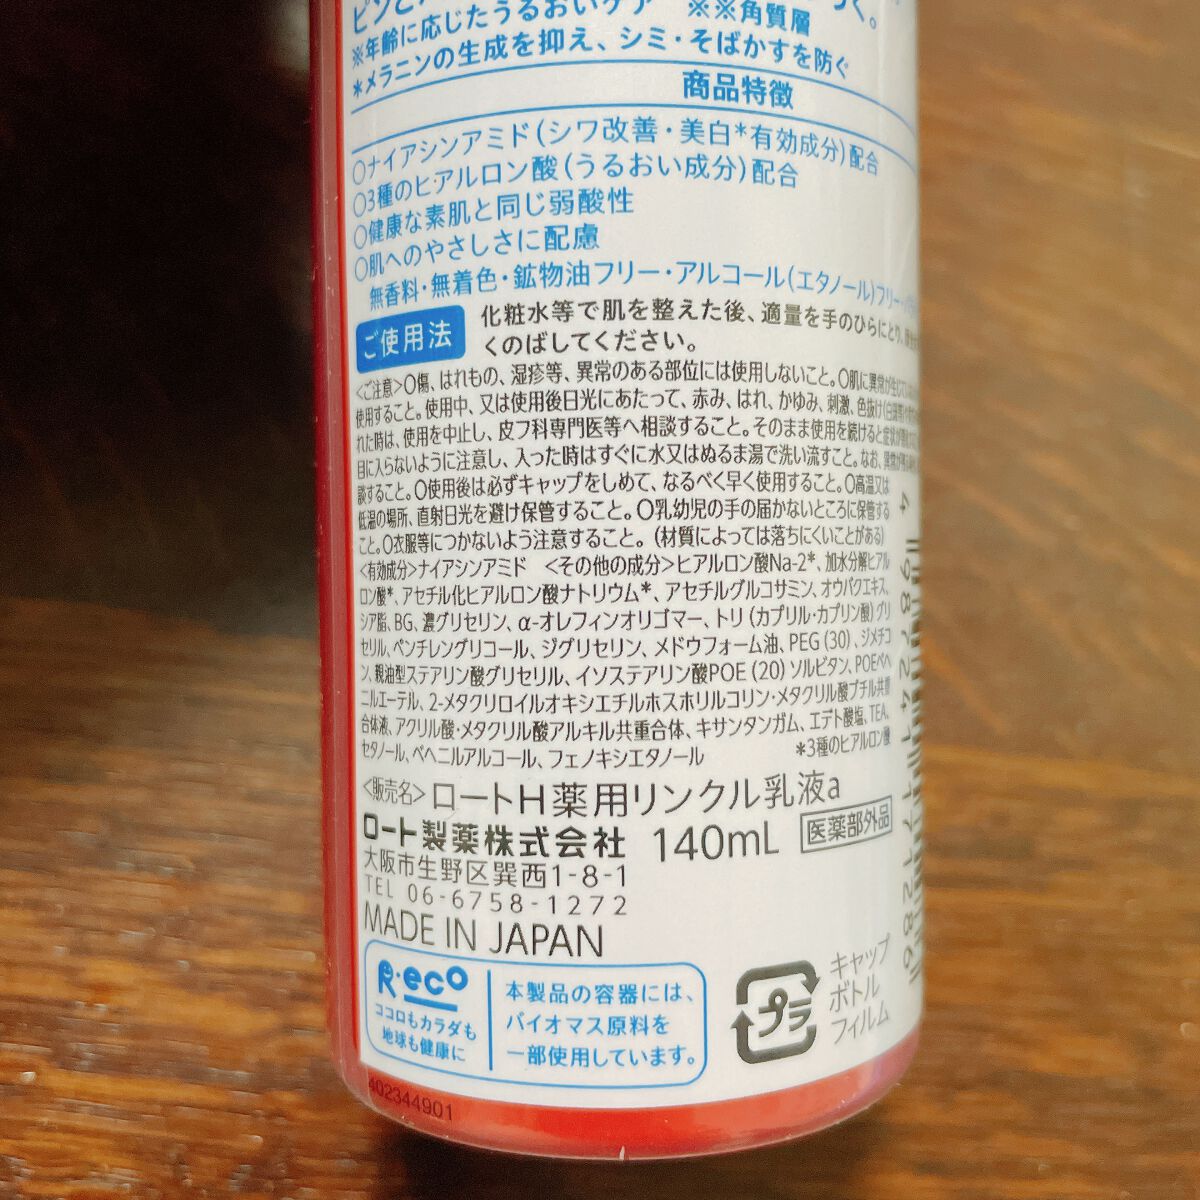 ※年齢に応じたうるおいケア ※※角質層
*メラニンの生成を抑え、シミ・そばかすを防ぐ
商品特徴
○ナイアシンアミド(シワ改善・美白*有効成分)配合
○3種のヒアルロン酸(うるおい成分)配合
○健康な素肌と同じ弱酸性
○肌へのやさしさに配慮
無香料・無着色・鉱物油フリー・アルコール(エタノール)フリー・
ご使用法
化粧水等で肌を整えた後、適量を手のひらにとり、
くのばしてください。
<ご注意>○傷、はれもの、湿疹等、異常のある部位には使用しないこと。○肌に異常が生じて
使用すること。使用中、又は使用後日光にあたって、赤み、はれ、かゆみ、刺激、色抜け(白斑等)
れた時は、使用を中止し、皮フ科専門医等へ相談すること。そのまま使用を続けると症状が
目に入らないように注意し、入った時はすぐに水又はぬるま湯で洗い流すこと。なお、異常が
談すること。○使用後は必ずキャップをしめて、なるべく早く使用すること。○高温又は
低温の場所、直射日光を避け保管すること。○乳幼児の手の届かないところに保管する
こと。○衣服等につかないよう注意すること。(材質によっては落ちにくいことがある)
<有効成分>ナイアシンアミド <その他の成分>ヒアルロン酸Na-2*、加水分解ヒアル
ロン酸*、アセチル化ヒアルロン酸ナトリウム*、アセチルグルコサミン、オウバクエキス、
シア脂、BG、濃グリセリン、α-オレフィンオリゴマー、トリ(カプリル・カプリン酸)グリ
セリル、ペンチレングリコール、ジグリセリン、メドウフォーム油、PEG(30)、ジメチコ
ン、親油型ステアリン酸グリセリル、イソステアリン酸POE(20)ソルビタン、POEベヘ
ニルエーテル、2-メタクリロイルオキシエチルホスホリルコリン・メタクリル酸ブチル共重
合体液、アクリル酸・メタクリル酸アルキル共重合体、キサンタンガム、エデト酸塩、TEA、
セタノール、ベヘニルアルコール、フェノキシエタノール *3種のヒアルロン酸
<販売名>ロートH薬用リンクル乳液a
ロート製薬株式会社 140mL 医薬部外品
大阪市生野区巽西1-8-1
TEL 06-6758-1272
MADE IN JAPAN
R・eco
ココロもカラダも
地球も健康に
本製品の容器には、
バイオマス原料を
一部使用しています。
プラ
キャップ
ボトル
フィルム
402344901